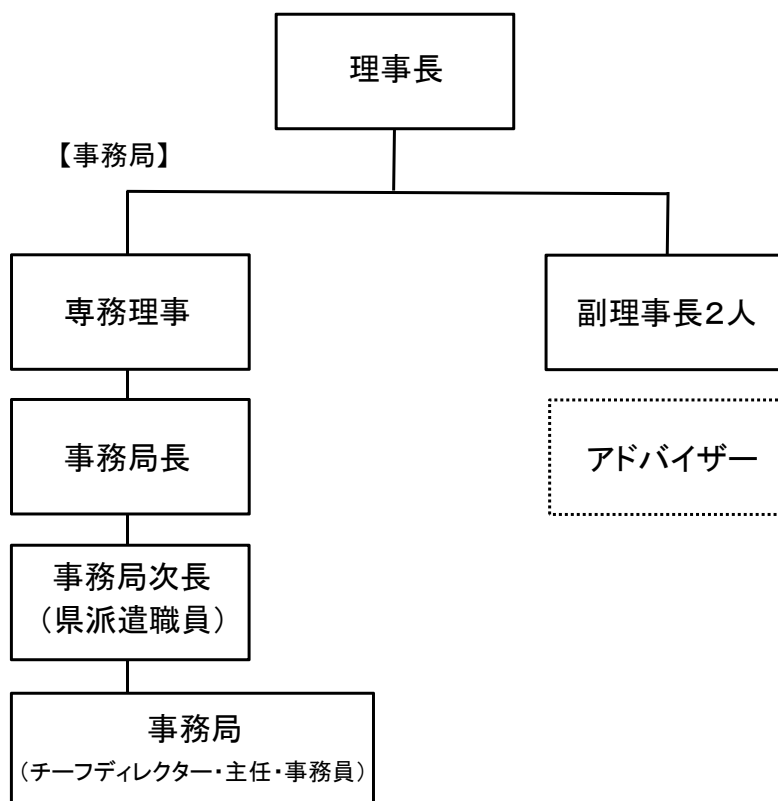 理事長
【事務局】
専務理事
副理事長2人
事務局長
アドバイザー
事務局次長
（県派遣職員）
事務局
（チーフディレクター・主任・事務員）